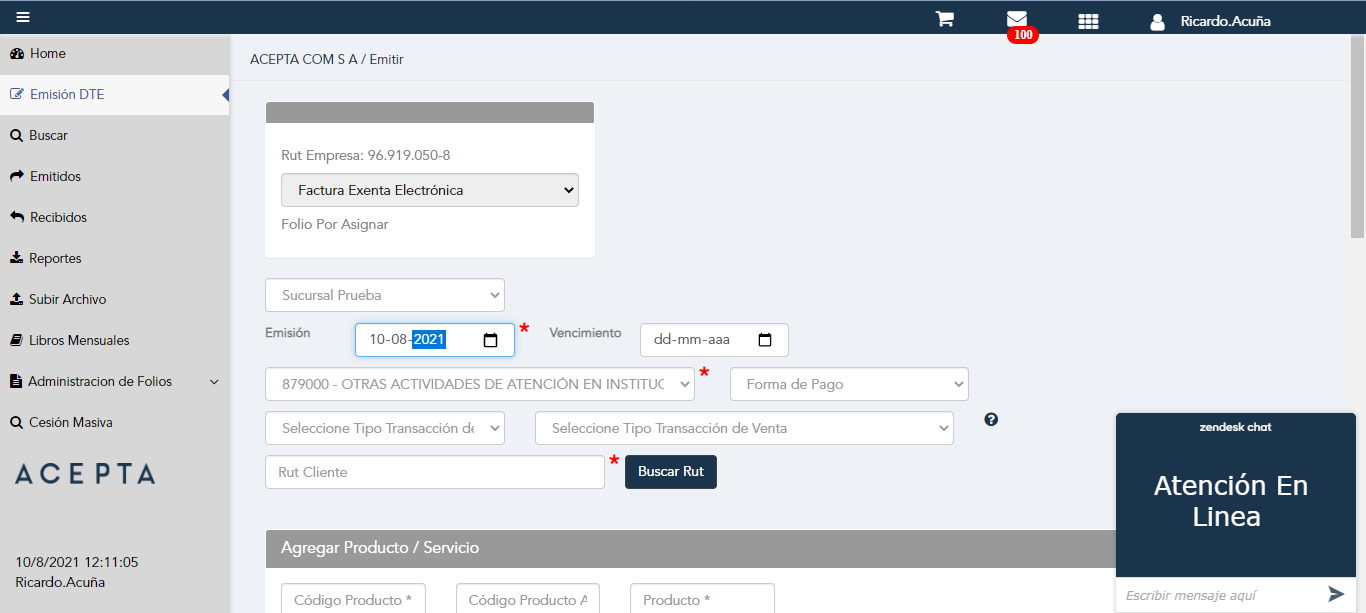 100
Ricardo.Acuña
Home
ACEPTA COM S A / Emitir
Emisión DTE
Buscar
Emitidos
Recibidos
Reportes
Subir Archivo
Libros Mensuales
Administracion de Folios
Cesión Masiva
ACEPTA
10/8/2021 12:11:05
Ricardo.Acuña
Rut Empresa: 96.919.050-8
Factura Exenta Electrónica
Folio Por Asignar
Sucursal Prueba
Emisión 10-08-2021 * Vencimiento dd-mm-aaa
879000 - OTRAS ACTIVIDADES DE ATENCIÓN EN INSTITUC * Forma de Pago
Seleccione Tipo Transacción de Seleccione Tipo Transacción de Venta ?
Rut Cliente * Buscar Rut
Agregar Producto / Servicio
Código Producto * Código Producto A Producto *
zendesk chat
Atención En
Linea
Escribir mensaje aquí